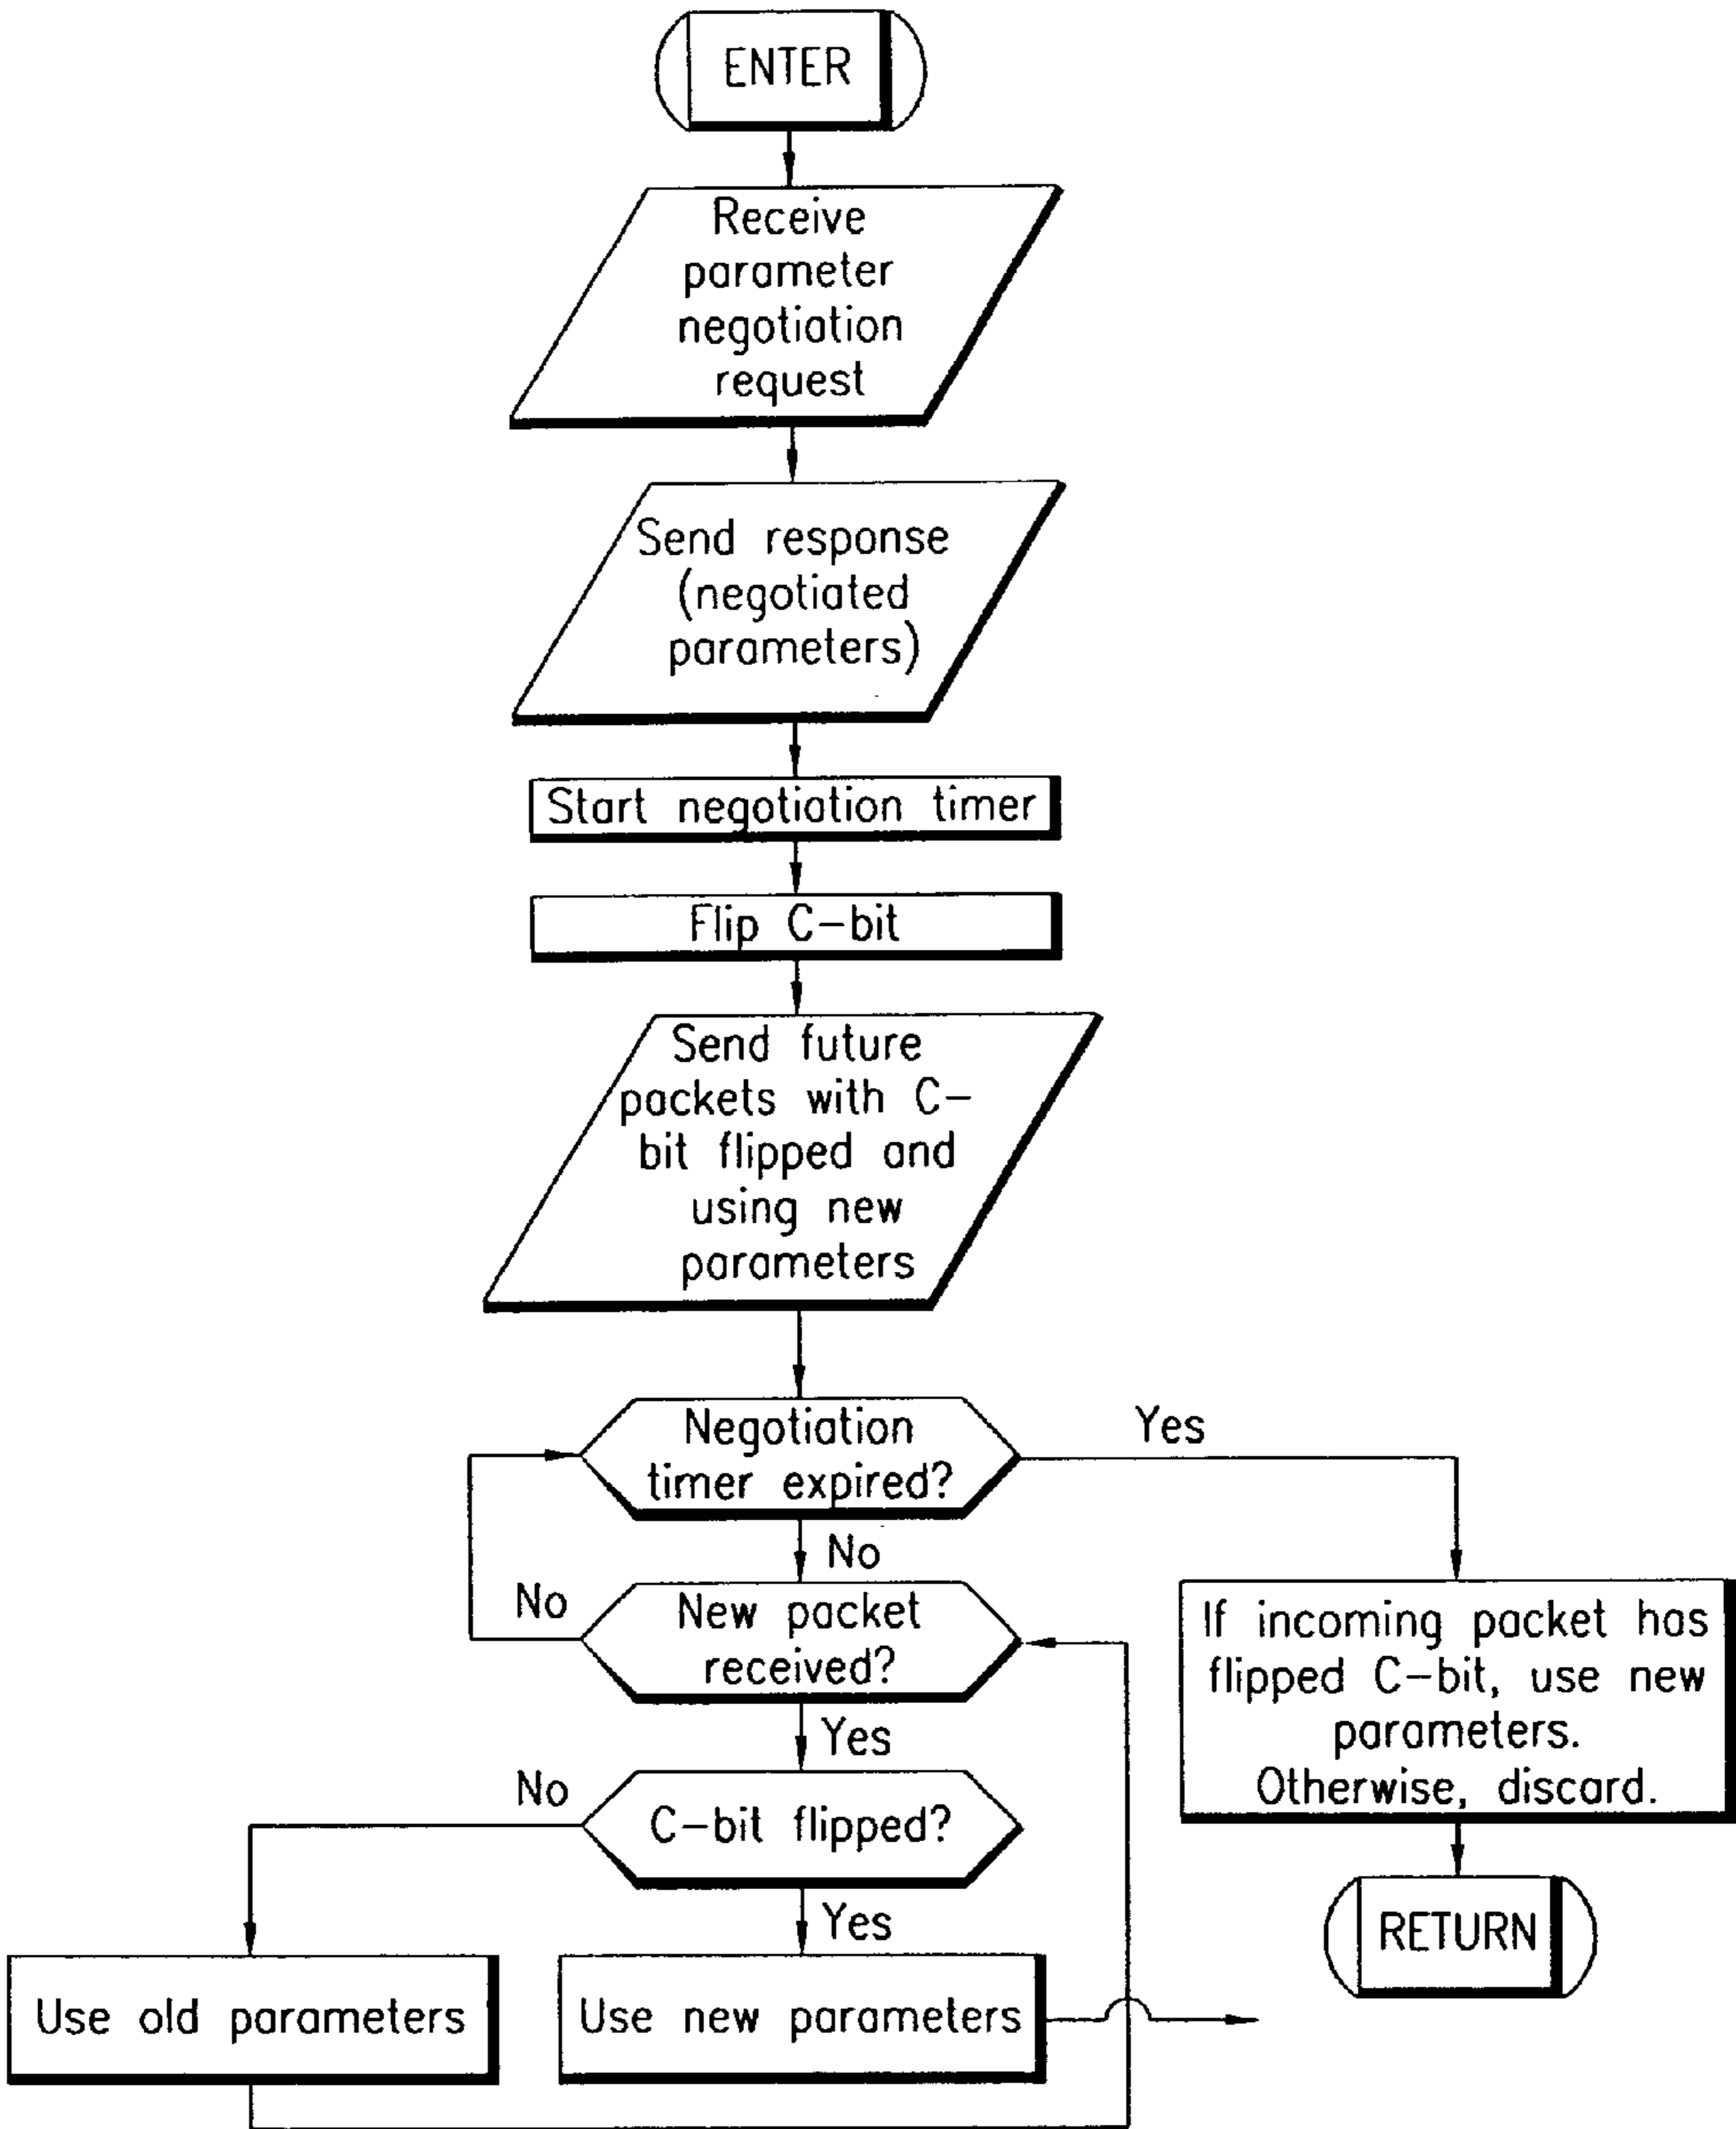 ENTER
Receive
parameter
negotiation
request
Send response
(negotiated
parameters)
Start negotiation timer
Flip C-bit
Send future
packets with C-
bit flipped and
using new
parameters
Negotiation
timer expired?
Yes
No
New packet
received?
No
Yes
If incoming packet has
flipped C-bit, use new
parameters.
Otherwise, discard.
C-bit flipped?
No
Yes
RETURN
Use old parameters
Use new parameters